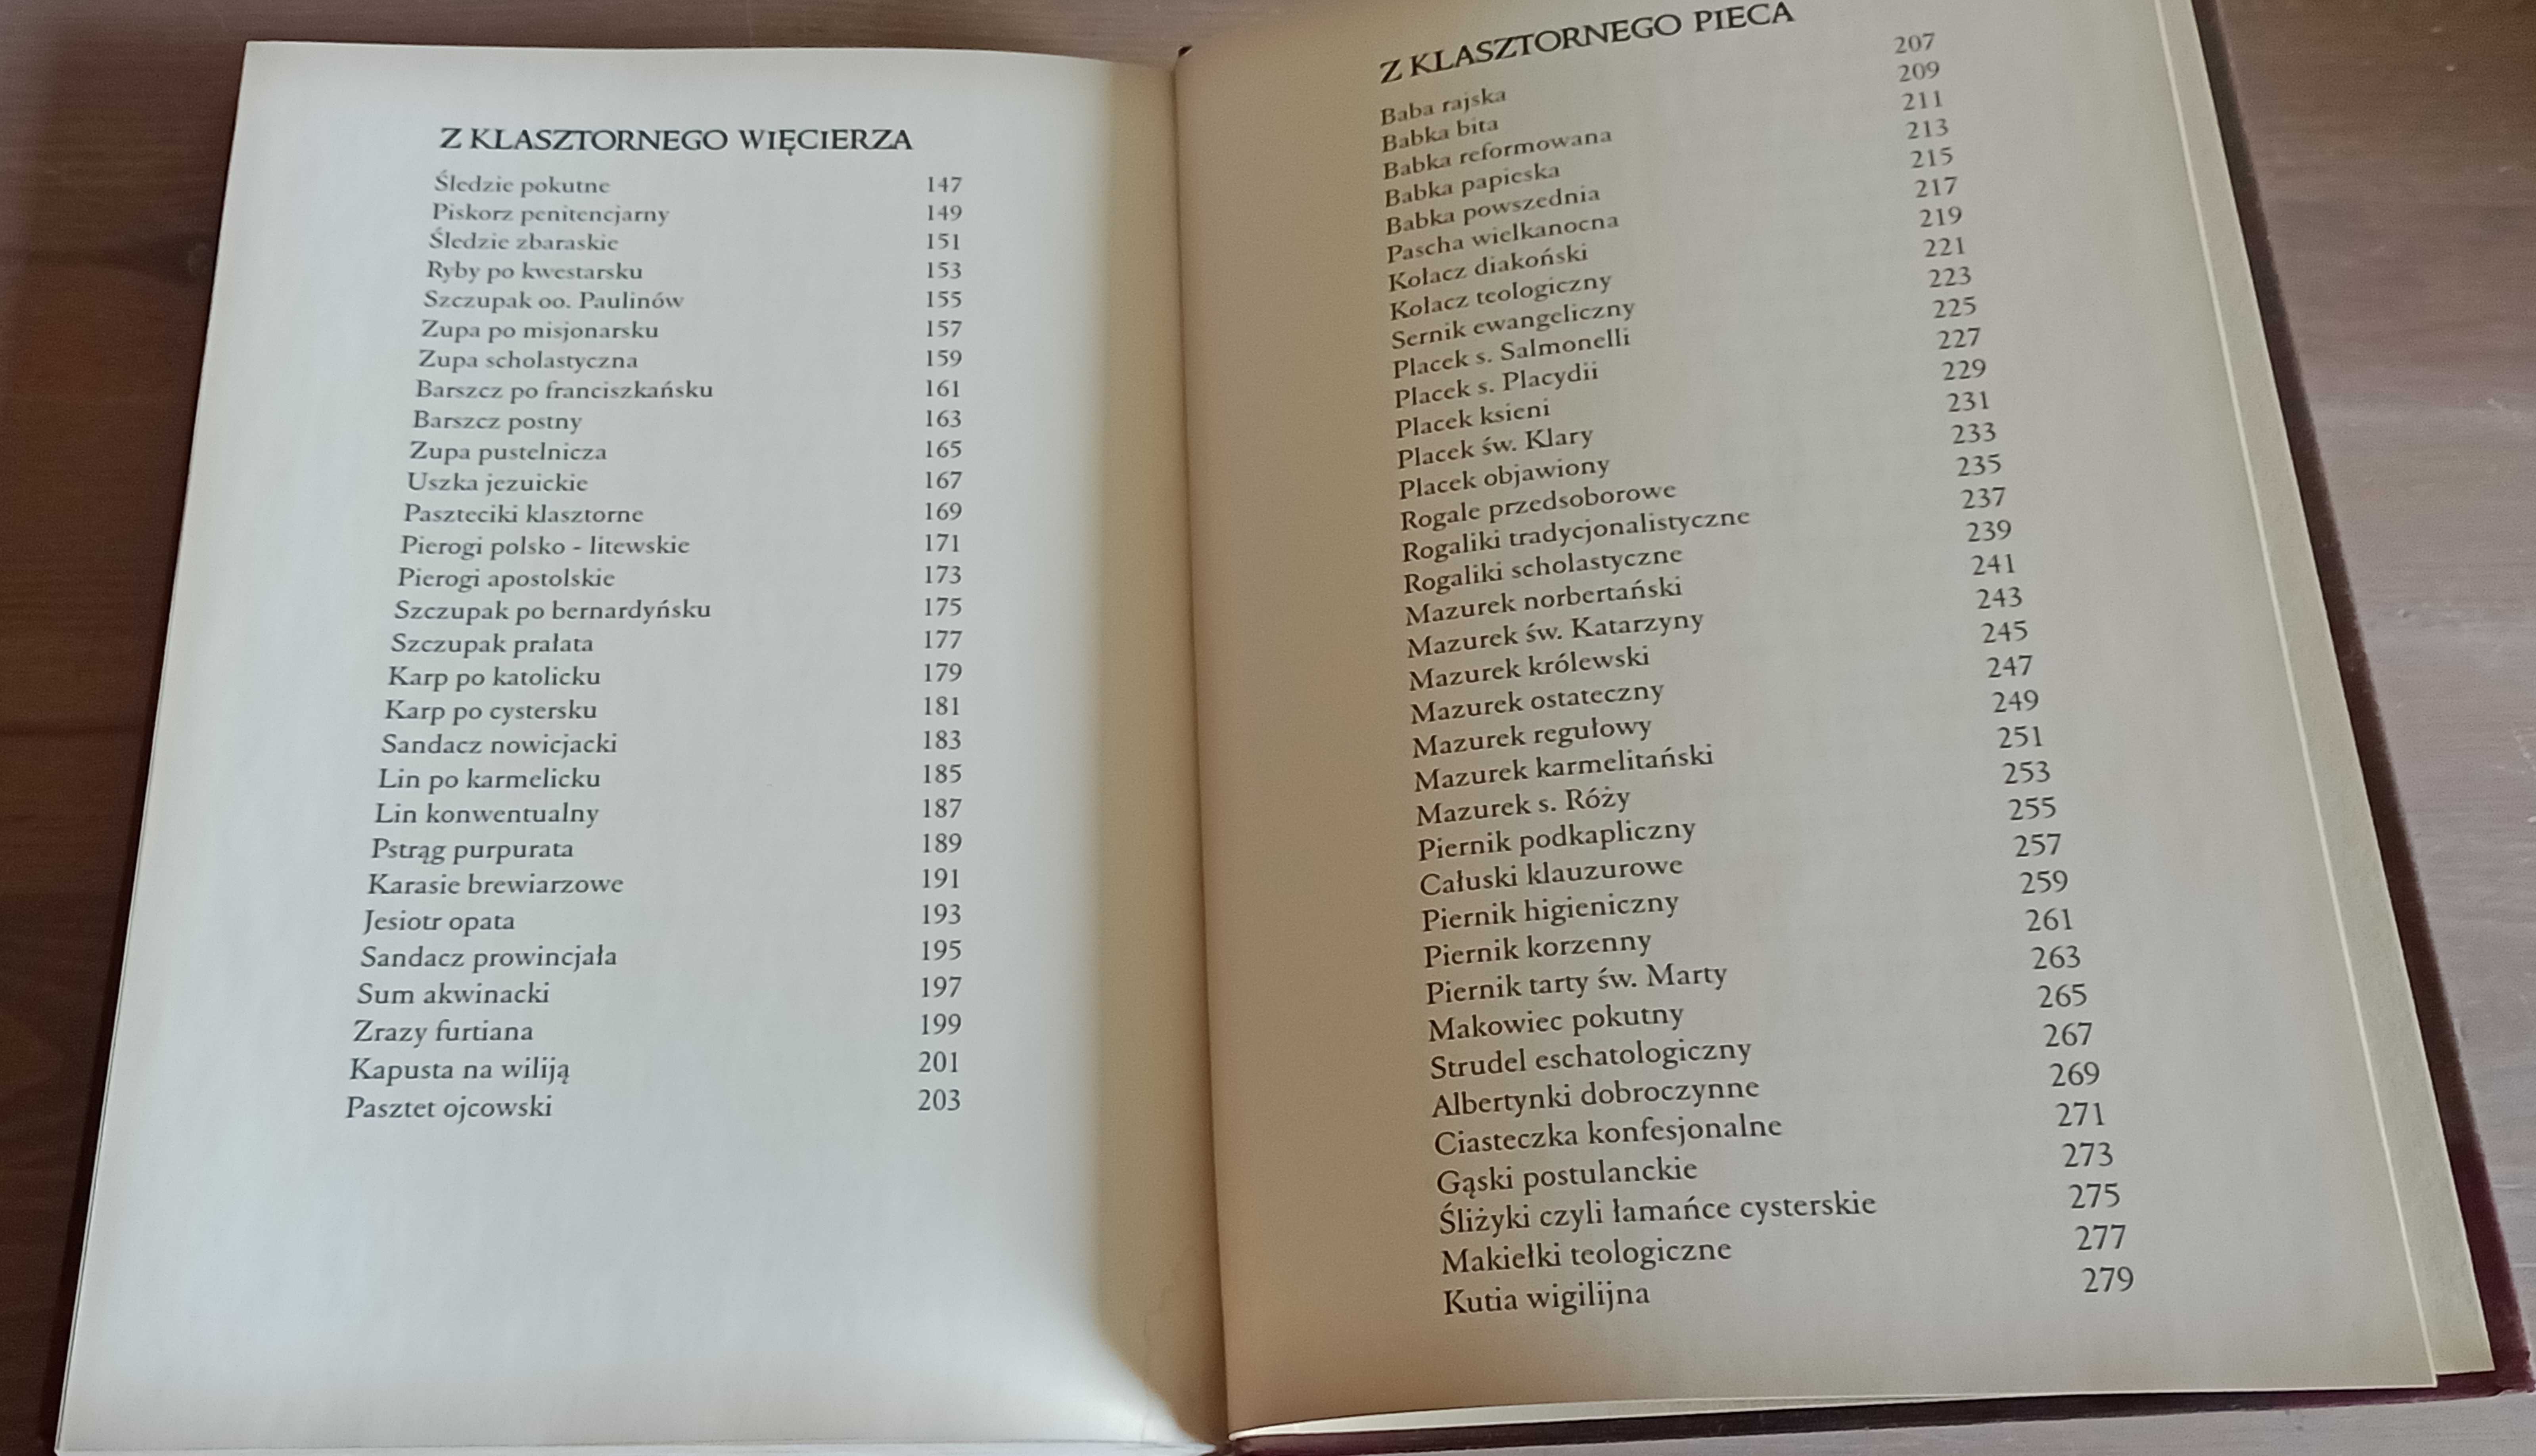 Z KLASZTORNEGO WIĘCIERZA
Śledzie pokutne 147
Piskorz penitencjarny 149
Śledzie zbaraskie 151
Ryby po kwestarsku 153
Szczupak oo. Paulinów 155
Zupa po misjonarsku 157
Zupa scholastyczna 159
Barszcz po franciszkańsku 161
Barszcz postny 163
Zupa pustelnicza 165
Uszka jezuickie 167
Paszteciki klasztorne 169
Pierogi polsko - litewskie 171
Pierogi apostolskie 173
Szczupak po bernardyńsku 175
Szczupak prałata 177
Karp po katolicku 179
Karp po cystersku 181
Sandacz nowicjacki 183
Lin po karmelicku 185
Lin konwentualny 187
Pstrąg purpurata 189
Karasie brewiarzowe 191
Jesiotr opata 193
Sandacz prowincjała 195
Sum akwinacki 197
Zrazy furtiana 199
Kapusta na wiliją 201
Pasztet ojcowski 203
Z KLASZTORNEGO PIECA
Baba rajska 207
Babka bita 209
Babka reformowana 211
Babka papieska 213
Babka powszednia 215
Pascha wielkanocna 217
Kołacz diakoński 219
Kołacz teologiczny 221
Sernik ewangeliczny 223
Placek s. Salmonelli 225
Placek s. Placydii 227
Placek ksieni 229
Placek św. Klary 231
Placek objawiony 233
Rogale przedsoborowe 235
Rogaliki tradycjonalistyczne 237
Rogaliki scholastyczne 239
Mazurek norbertański 241
Mazurek św. Katarzyny 243
Mazurek królewski 245
Mazurek ostateczny 247
Mazurek regułowy 249
Mazurek karmelitański 251
Mazurek s. Róży 253
Piernik podkapliczny 255
Całuski klauzurowe 257
Piernik higieniczny 259
Piernik korzenny 261
Piernik tarty św. Marty 263
Makowiec pokutny 265
Strudel eschatologiczny 267
Albertynki dobroczynne 269
Ciasteczka konfesjonalne 271
Gąski postulanckie 273
Śliżyki czyli łamańce cysterskie 275
Makiełki teologiczne 277
Kutia wigilijna 279